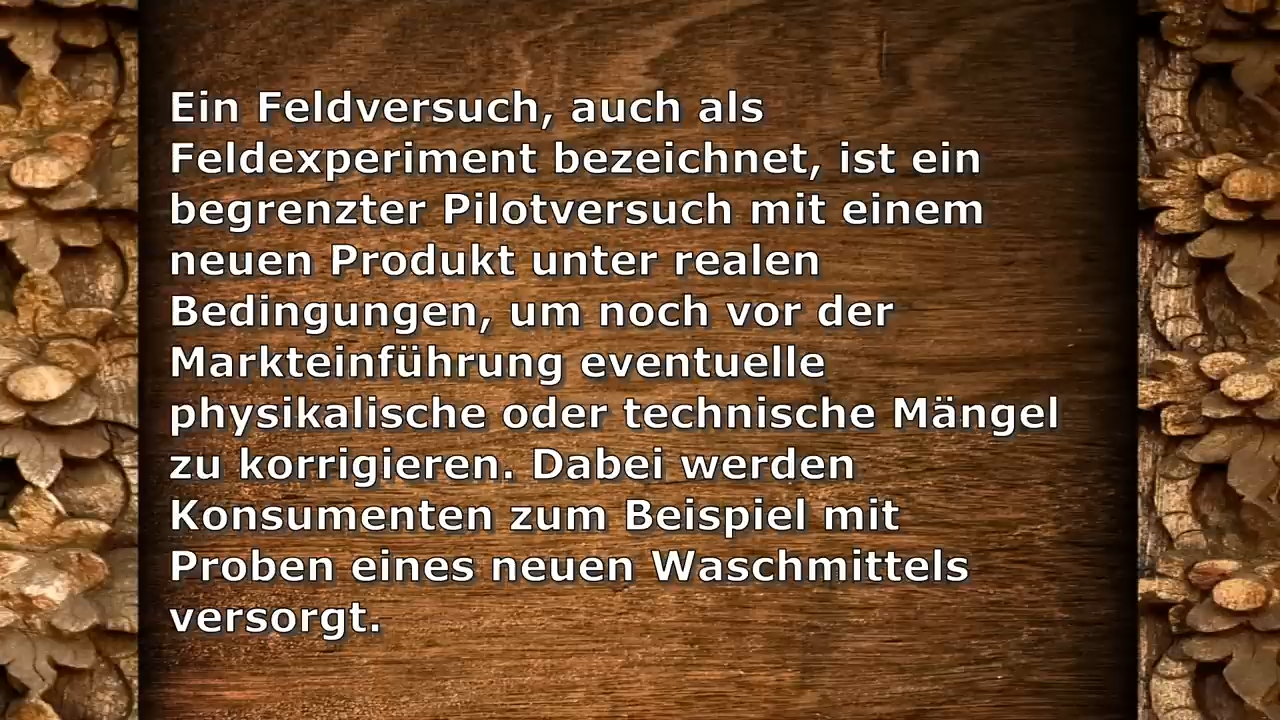 Ein Feldversuch, auch als
Feldexperiment bezeichnet, ist ein
begrenzter Pilotversuch mit einem
neuen Produkt unter realen
Bedingungen, um noch vor der
Markteinführung eventuelle
physikalische oder technische Mängel
zu korrigieren. Dabei werden
Konsumenten zum Beispiel mit
Proben eines neuen Waschmittels
versorgt.